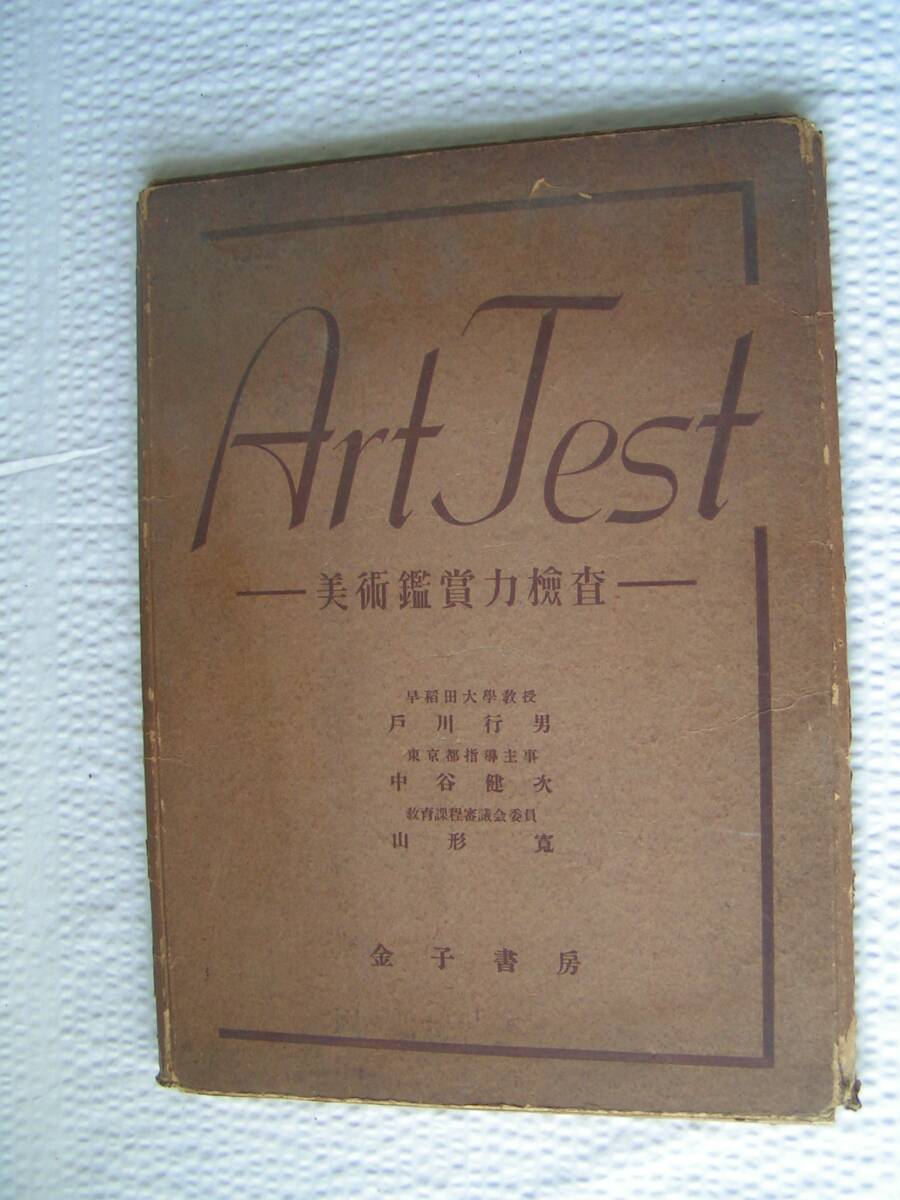 Art Test
―美術鑑賞力檢査―
早稲田大學教授
戶川行男
東京都指導主事
中谷健次
教育課程審議会委員
山形寛
金子書房